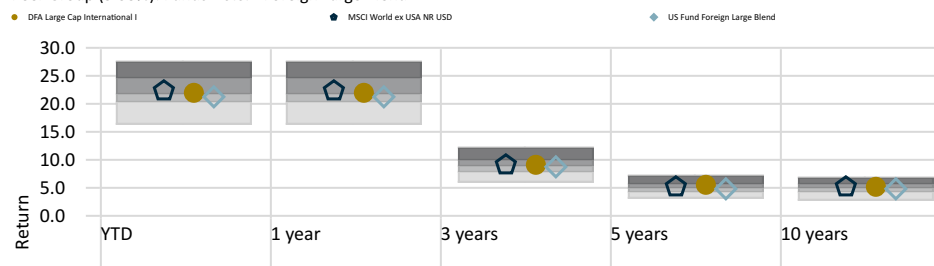 DFA Large Cap International I MSCI World ex USA NR USD US Fund Foreign Large Blend
30.0
25.0
20.0
15.0
10.0
5.0
0.0
Return
YTD 1 year 3 years 5 years 10 years